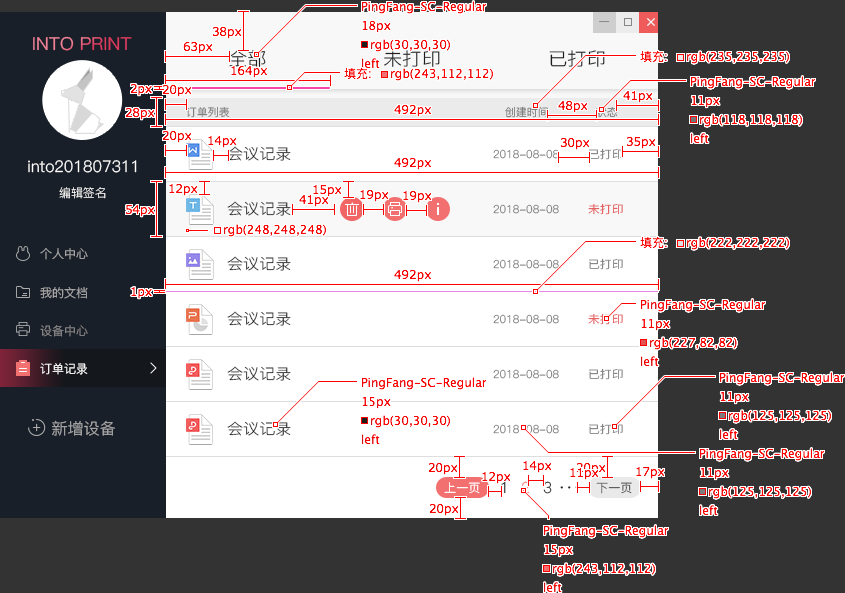 PingFang-SC-Regular
18px
rgb(30,30,30)
left
38px
63px
INTO PRINT
全部
未打印
已打印
填充: rgb(235,235,235)
164px
填充: rgb(243,112,112)
PingFang-SC-Regular
11px
rgb(118,118,118)
left
2px
20px
41px
48px
28px
订单列表
492px
创建时间
状态
20px
14px
30px
35px
会议记录
2018-08-08
已打印
492px
into201807311
编辑签名
12px
15px
54px
会议记录
41px
19px
19px
2018-08-08
未打印
rgb(248,248,248)
填充: rgb(222,222,222)
个人中心
会议记录
2018-08-08
已打印
492px
1px
我的文档
PingFang-SC-Regular
11px
rgb(227,82,82)
left
设备中心
会议记录
2018-08-08
未打印
订单记录
会议记录
2018-08-08
已打印
PingFang-SC-Regular
15px
rgb(30,30,30)
left
PingFang-SC-Regular
11px
rgb(125,125,125)
left
新增设备
会议记录
2018-08-08
已打印
PingFang-SC-Regular
11px
rgb(125,125,125)
left
20px
12px
14px
11px
20px
17px
上一页
1
3
··
下一页
20px
PingFang-SC-Regular
15px
rgb(243,112,112)
left